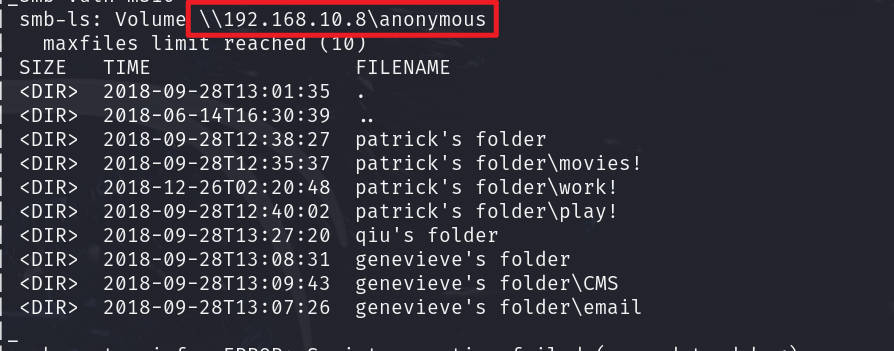 smb-ls: Volume \\192.168.10.8\anonymous
maxfiles limit reached (10)
SIZE TIME FILENAME
<DIR> 2018-09-28T13:01:35 .
<DIR> 2018-06-14T16:30:39 ..
<DIR> 2018-09-28T12:38:27 patrick's folder
<DIR> 2018-09-28T12:35:37 patrick's folder\movies!
<DIR> 2018-12-26T02:20:48 patrick's folder\work!
<DIR> 2018-09-28T12:40:02 patrick's folder\play!
<DIR> 2018-09-28T13:27:20 qiu's folder
<DIR> 2018-09-28T13:08:31 genevieve's folder
<DIR> 2018-09-28T13:09:43 genevieve's folder\CMS
<DIR> 2018-09-28T13:07:26 genevieve's folder\email